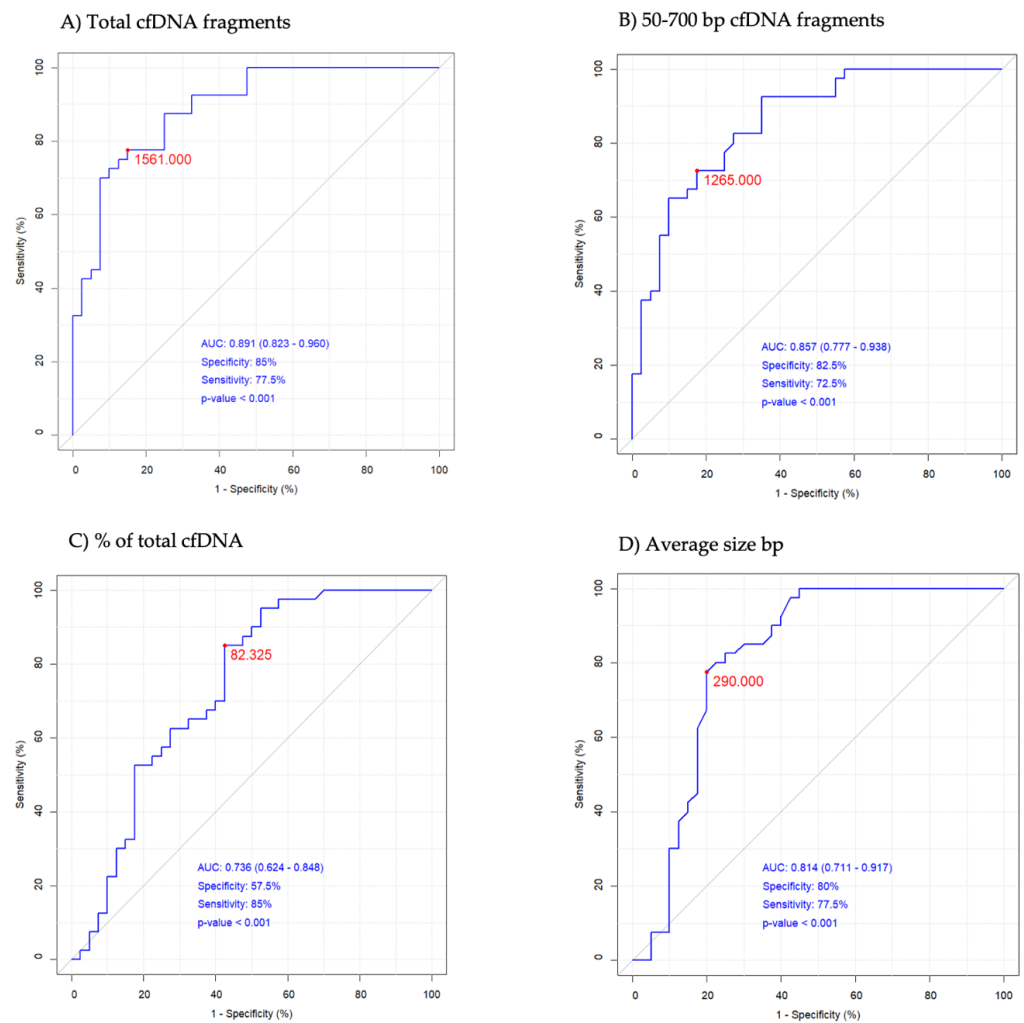 A) Total cfDNA fragments
Sensitivity (%)
100
80
60
40
20
0
1561.000
AUC: 0.891 (0.823 - 0.960)
Specificity: 85%
Sensitivity: 77.5%
p-value < 0.001
0 20 40 60 80 100
1 - Specificity (%)
B) 50-700 bp cfDNA fragments
Sensitivity (%)
100
80
60
40
20
0
1265.000
AUC: 0.857 (0.777 - 0.938)
Specificity: 82.5%
Sensitivity: 72.5%
p-value < 0.001
0 20 40 60 80 100
1 - Specificity (%)
C) % of total cfDNA
Sensitivity (%)
100
80
60
40
20
0
82.325
AUC: 0.736 (0.624 - 0.848)
Specificity: 57.5%
Sensitivity: 85%
p-value < 0.001
0 20 40 60 80 100
1 - Specificity (%)
D) Average size bp
Sensitivity (%)
100
80
60
40
20
0
290.000
AUC: 0.814 (0.711 - 0.917)
Specificity: 80%
Sensitivity: 77.5%
p-value < 0.001
0 20 40 60 80 100
1 - Specificity (%)